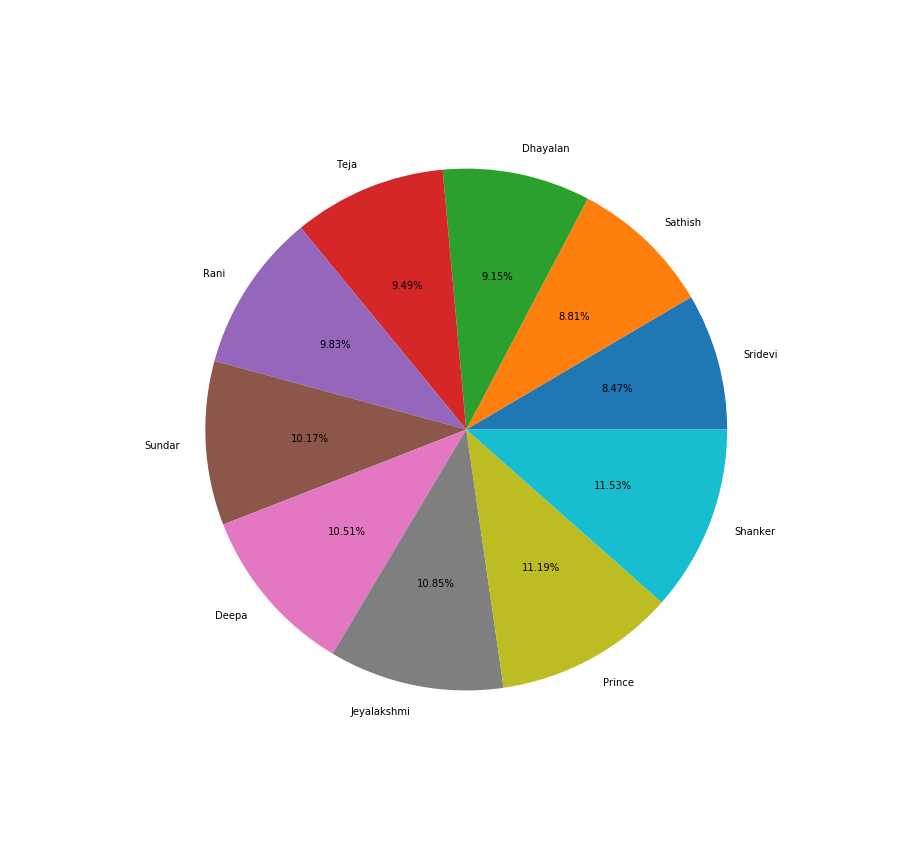 Dhayalan
Teja
Sathish
Rani
9.15%
9.49%
8.81%
9.83%
Sridevi
8.47%
10.17%
Sundar
11.53%
10.51%
Shanker
11.19%
10.85%
Deepa
Prince
Jeyalakshmi